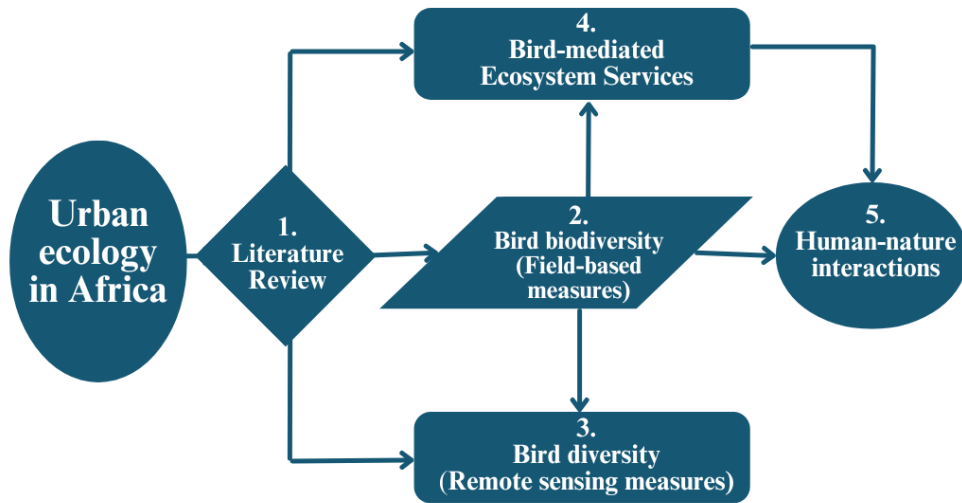 Urban
ecology
in Africa
1.
Literature
Review
2.
Bird biodiversity
(Field-based
measures)
3.
Bird diversity
(Remote sensing measures)
4.
Bird-mediated
Ecosystem Services
5.
Human-nature
interactions